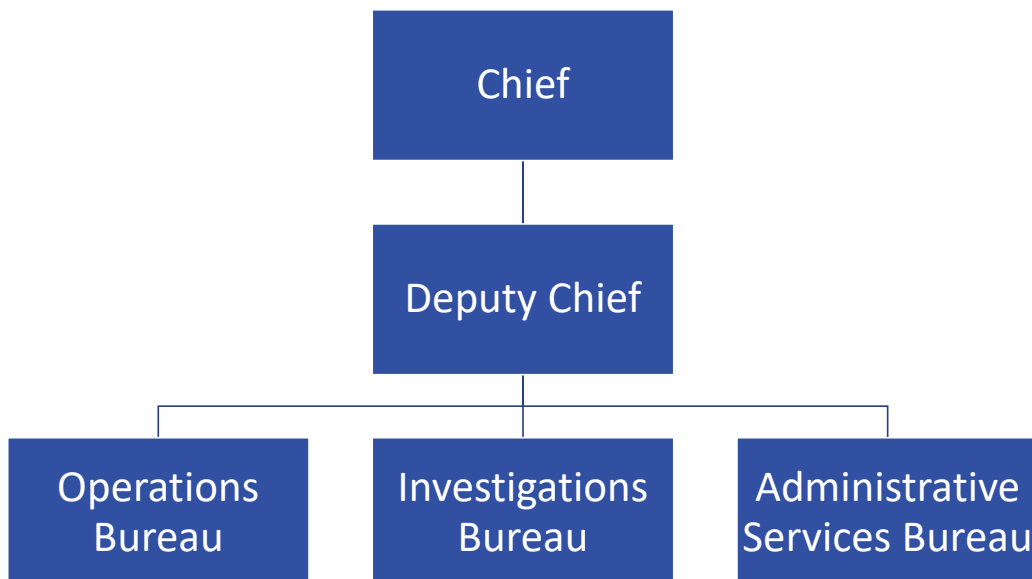 Chief
Deputy Chief
Operations
Bureau
Investigations
Bureau
Administrative
Services Bureau